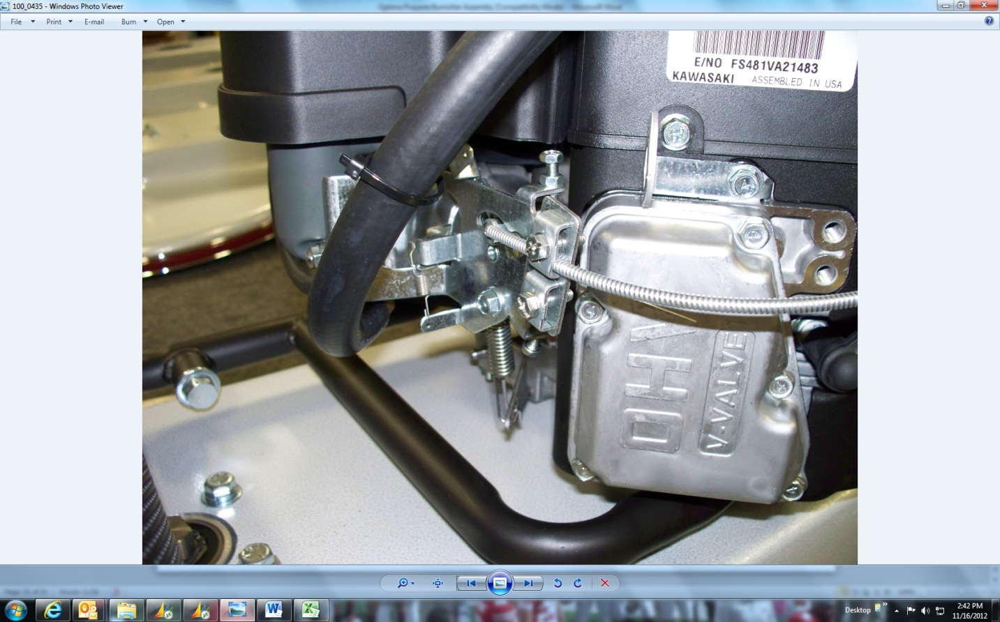 100_0435 - Windows Photo Viewer
File Print E-mail Burn Open
E/NO FS481VA21483
KAWASAKI ASSEMBLED IN USA
OHV
V-VALVE
Desktop
2:42 PM
11/16/2012